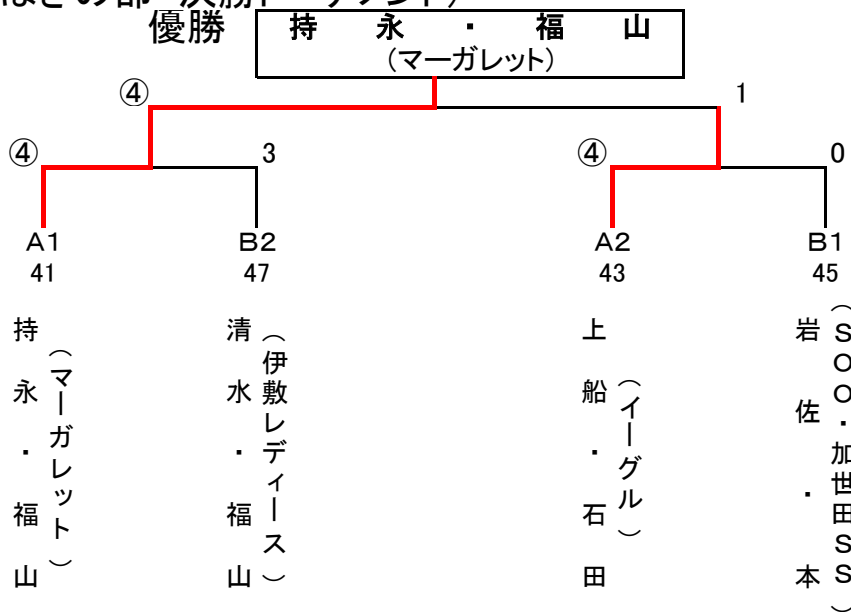 優勝
持永・福山
(マーガレット)
④ 1
④ 3 ④ 0
A1 B2 A2 B1
41 47 43 45
持永・福山
(マーガレット)
清水・福山
(伊敷レディース)
上船・石田
(イーグル)
岩佐・本
(SOO・加世田SS)